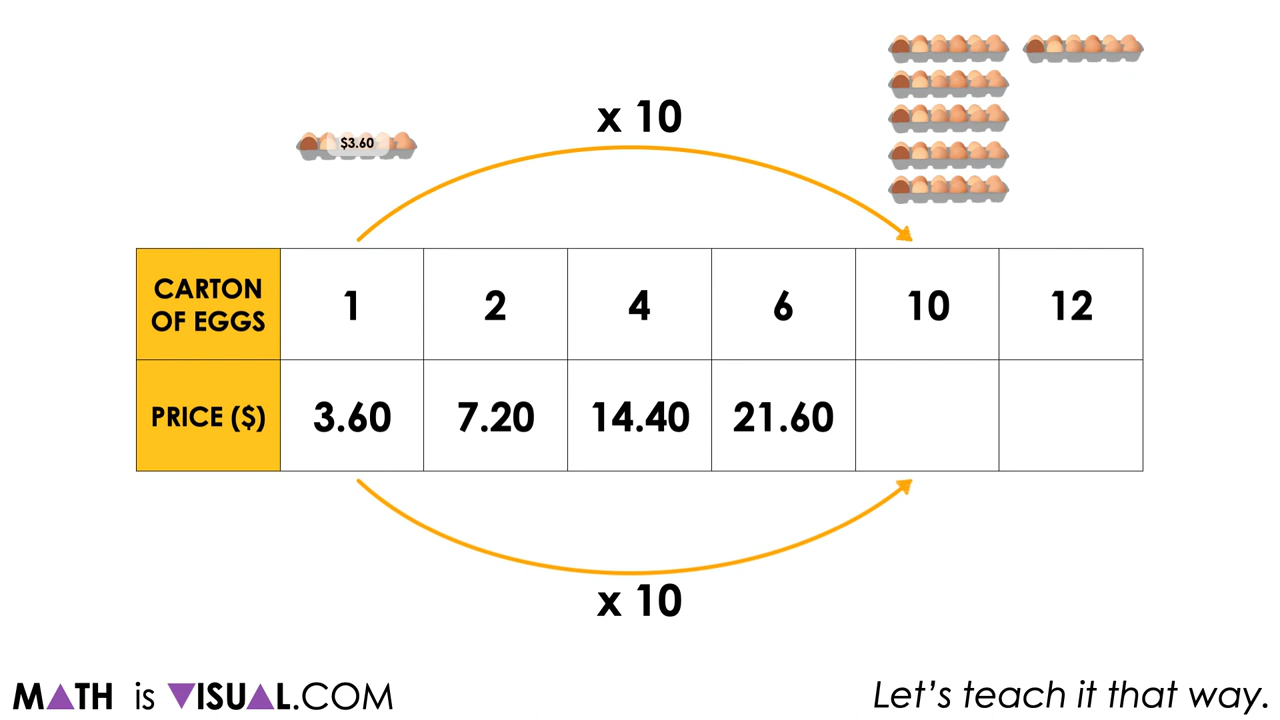 x 10
$3.60
CARTON
OF EGGS
1 2 4 6 10 12
PRICE ($) 3.60 7.20 14.40 21.60
x 10
MATH is VISUAL.COM
Let's teach it that way.